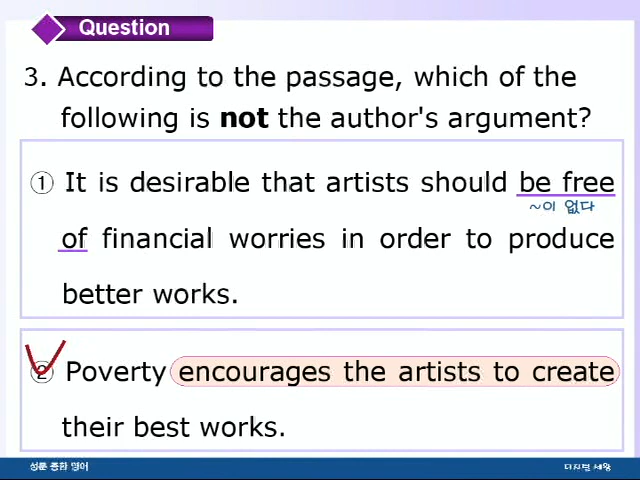 Question
3. According to the passage, which of the
following is not the author's argument?
① It is desirable that artists should be free
~이 없다
of financial worries in order to produce
better works.
② Poverty encourages the artists to create
their best works.
성문 종합 영어
디지털 세왕